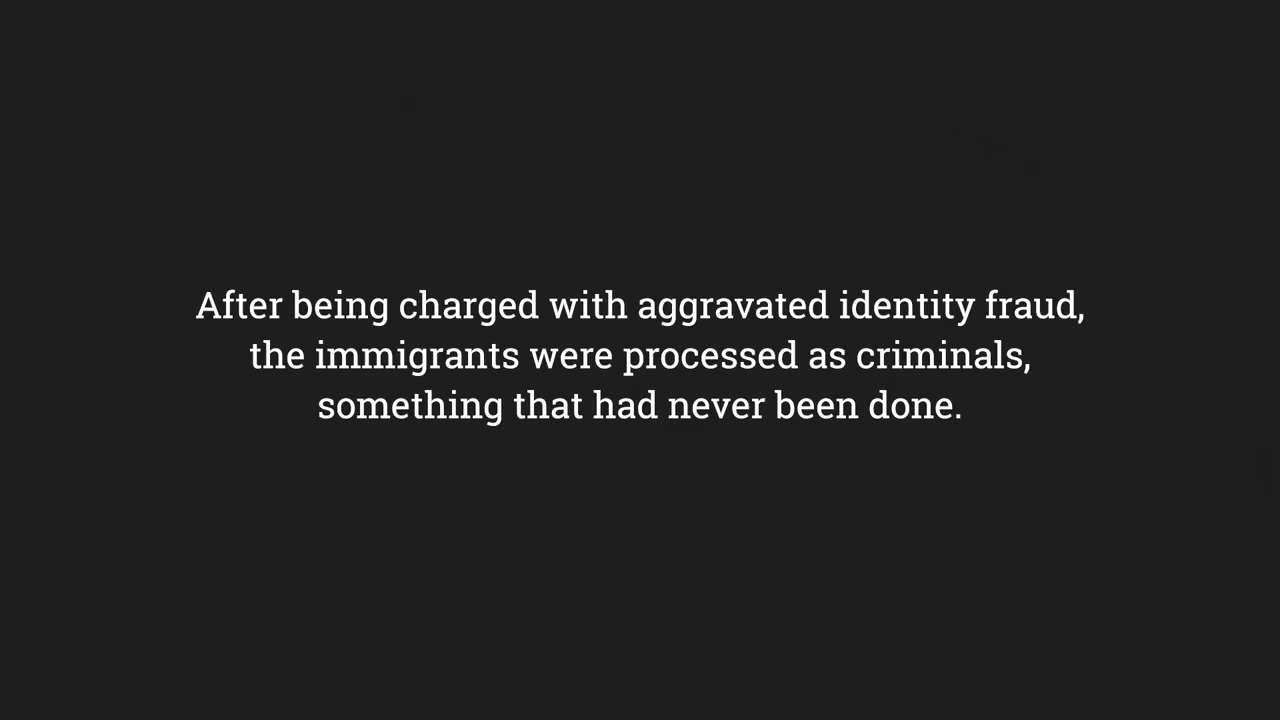 After being charged with aggravated identity fraud,
the immigrants were processed as criminals,
something that had never been done.